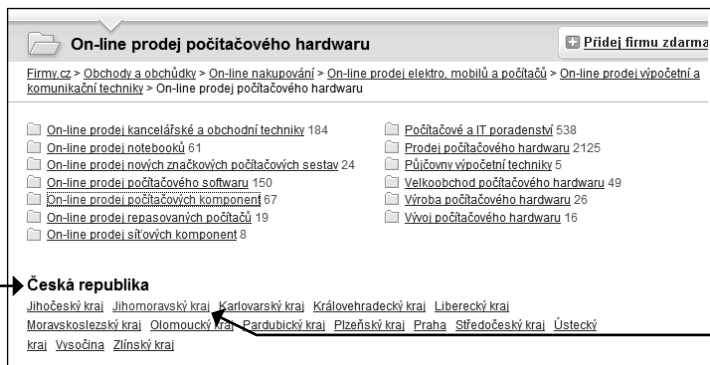 On-line prodej počítačového hardwaru
Přidej firmu zdarma
Firmy.cz > Obchody a obchůdky > On-line nakupování > On-line prodej elektro, mobilů a počítačů > On-line prodej výpočetní a
komunikační techniky > On-line prodej počítačového hardwaru
On-line prodej kancelářské a obchodní techniky 184
On-line prodej notebooků 61
On-line prodej nových značkových počítačových sestav 24
On-line prodej počítačového softwaru 150
On-line prodej počítačových komponent 67
On-line prodej repasovaných počítačů 19
On-line prodej síťových komponent 8
Počítačové a IT poradenství 538
Prodej počítačového hardwaru 2125
Půjčovny výpočetní techniky 5
Velkoobchod počítačového hardwaru 49
Výroba počítačového hardwaru 26
Vývoj počítačového hardwaru 16
Česká republika
Jihočeský kraj Jihomoravský kraj Karlovarský kraj Královehradecký kraj Liberecký kraj
Moravskoslezský kraj Olomoucký kraj Pardubický kraj Plzeňský kraj Praha Středočeský kraj Ústecký
kraj Vysočina Zlínský kraj